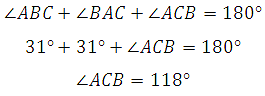 ∠ABC + ∠BAC + ∠ACB = 180°
31° + 31° + ∠ACB = 180°
∠ACB = 118°